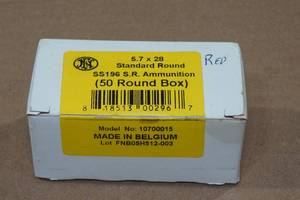 FN
5.7 x 28
Standard Round
SS196 S.R. Ammunition
(50 Round Box)
8 18513 00296 7
Model No: 10700015
MADE IN BELGIUM
Lot FNB05H512-003
RED